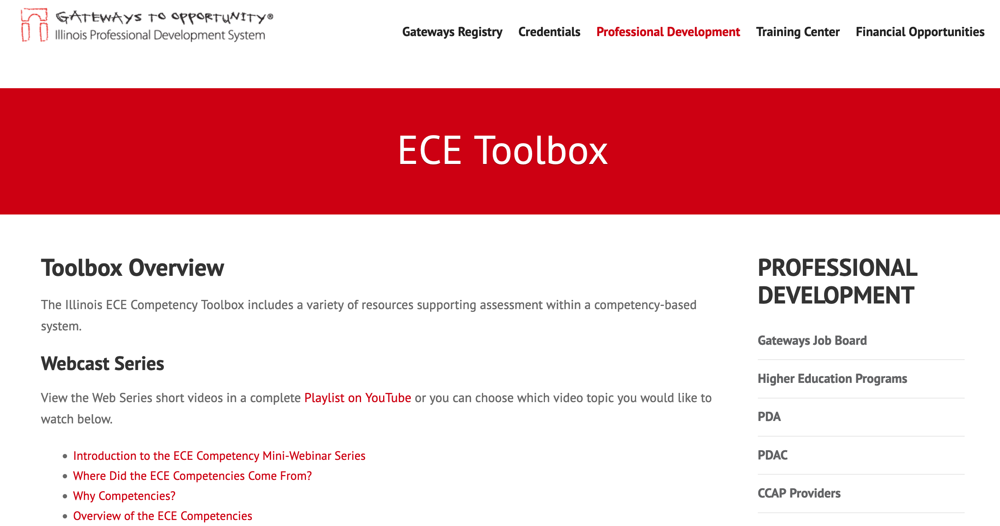 GATEWAYS TO OPPORTUNITY®
Illinois Professional Development System
Gateways Registry
Credentials
Professional Development
Training Center
Financial Opportunities
ECE Toolbox
Toolbox Overview
The Illinois ECE Competency Toolbox includes a variety of resources supporting assessment within a competency-based
system.
Webcast Series
View the Web Series short videos in a complete Playlist on YouTube or you can choose which video topic you would like to
watch below.
• Introduction to the ECE Competency Mini-Webinar Series
• Where Did the ECE Competencies Come From?
• Why Competencies?
• Overview of the ECE Competencies
PROFESSIONAL
DEVELOPMENT
Gateways Job Board
Higher Education Programs
PDA
PDAC
CCAP Providers